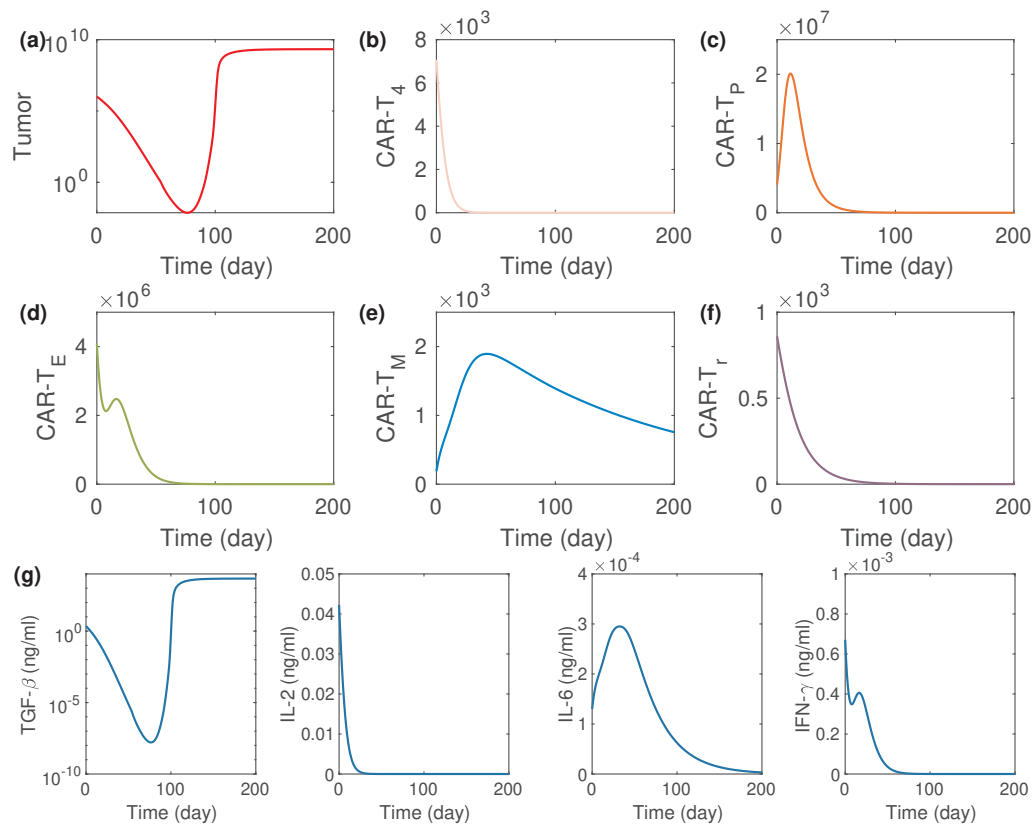 (a)
10^10
10^0
Tumor
0 100 200
Time (day)
(b)
×10^3
8
6
4
2
0
CAR-T_4
0 100 200
Time (day)
(c)
×10^7
2
1
0
CAR-T_P
0 100 200
Time (day)
(d)
×10^6
4
2
0
CAR-T_E
0 100 200
Time (day)
(e)
×10^3
2
1
0
CAR-T_M
0 100 200
Time (day)
(f)
×10^3
1
0.5
0
CAR-T_r
0 100 200
Time (day)
(g)
10^0
10^-5
10^-10
TGF-β (ng/ml)
0 100 200
Time (day)
0.05
0.04
0.03
0.02
0.01
0
IL-2 (ng/ml)
0 100 200
Time (day)
×10^-4
4
3
2
1
0
IL-6 (ng/ml)
0 100 200
Time (day)
×10^-3
1
0.8
0.6
0.4
0.2
0
IFN-γ (ng/ml)
0 100 200
Time (day)